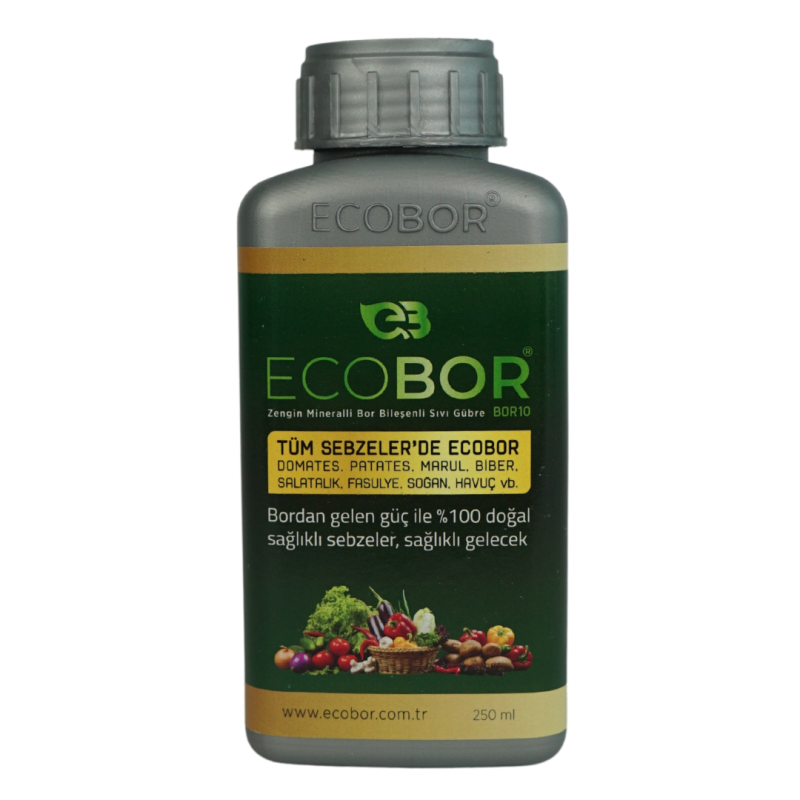 ECOBOR®
EB
ECOBOR®
Zengin Mineralli Bor Bileşenli Sıvı Gübre BOR10
TÜM SEBZELER'DE ECOBOR
DOMATES, PATATES, MARUL, BİBER,
SALATALIK, FASULYE, SOĞAN, HAVUÇ vb.
Bordan gelen güç ile %100 doğal
sağlıklı sebzeler, sağlıklı gelecek
www.ecobor.com.tr 250 ml